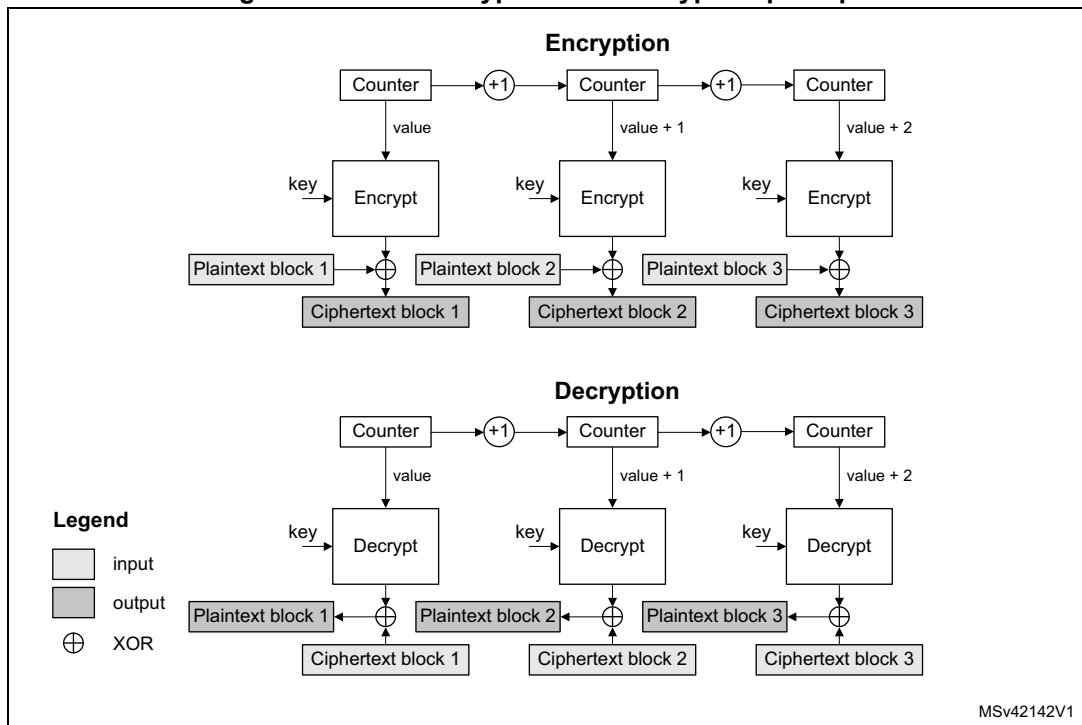 Encryption
Counter +1 Counter +1 Counter
value value + 1 value + 2
key Encrypt key Encrypt key Encrypt
Plaintext block 1 Plaintext block 2 Plaintext block 3
Ciphertext block 1 Ciphertext block 2 Ciphertext block 3
Decryption
Counter +1 Counter +1 Counter
value value + 1 value + 2
key Decrypt key Decrypt key Decrypt
Plaintext block 1 Plaintext block 2 Plaintext block 3
Ciphertext block 1 Ciphertext block 2 Ciphertext block 3
Legend
input
output
XOR
MSv42142V1